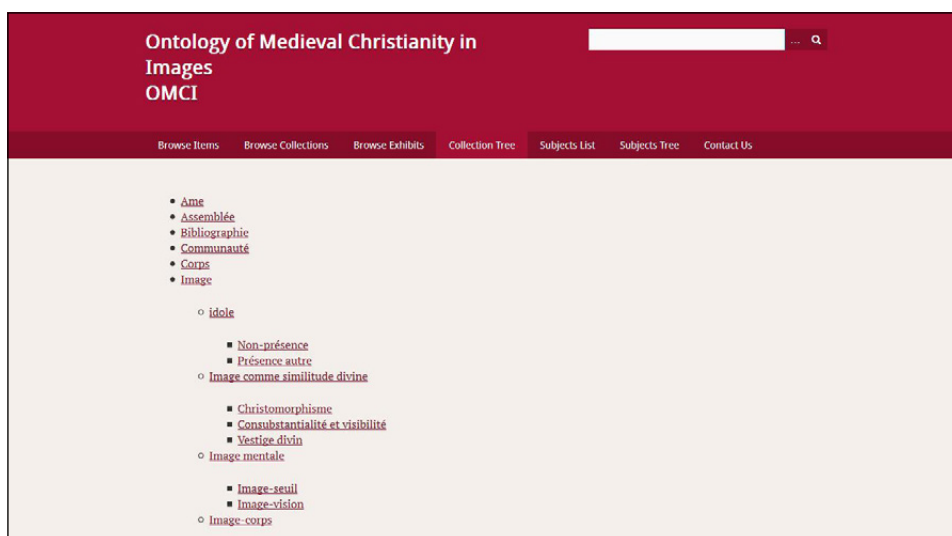 Ontology of Medieval Christianity in
Images
OMCI
...
Browse Items Browse Collections Browse Exhibits Collection Tree Subjects List Subjects Tree Contact Us
Ame
Assemblée
Bibliographie
Communauté
Corps
Image
idole
Non-présence
Présence autre
Image comme similitude divine
Christomorphisme
Consubstantialité et visibilité
Vestige divin
Image mentale
Image-seuil
Image-vision
Image-corps